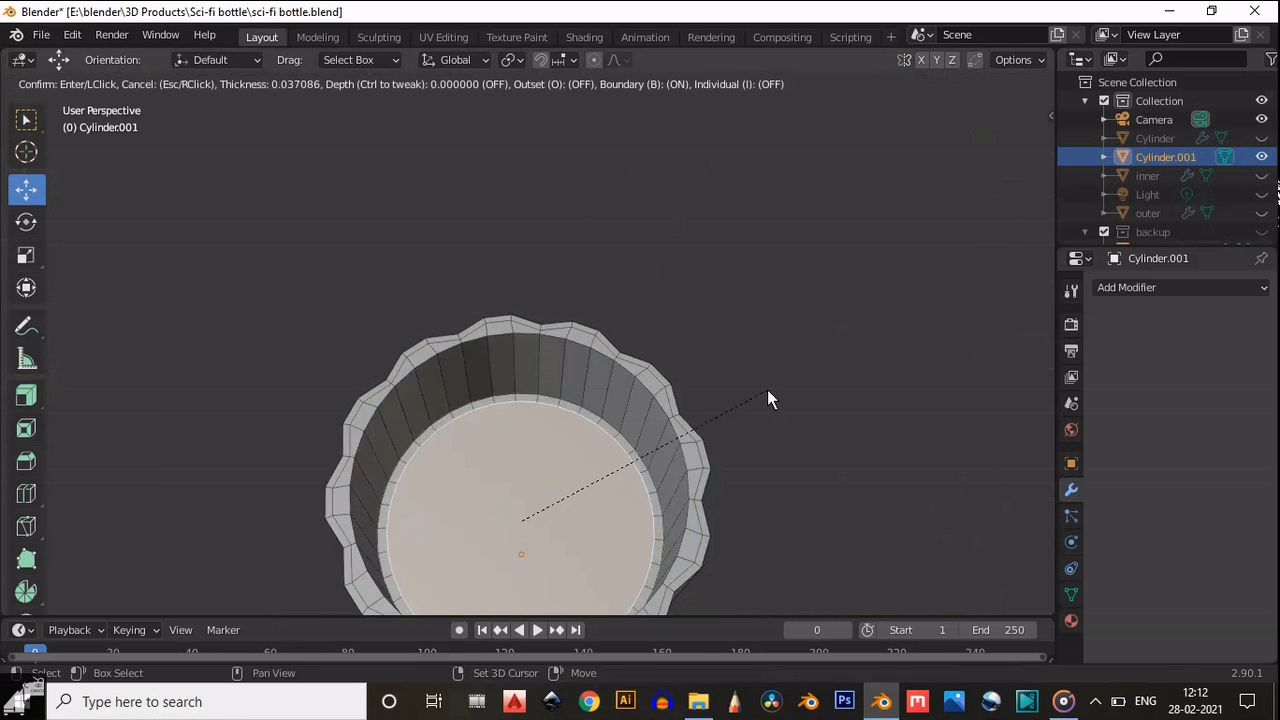 Blender* [E:\blender\3D Products\Sci-fi bottle\sci-fi bottle.blend]
File Edit Render Window Help Layout Modeling Sculpting UV Editing Texture Paint Shading Animation Rendering Compositing Scripting + Scene View Layer
Orientation: Default Drag: Select Box Global X Y Z Options
Confirm: Enter/LClick, Cancel: (Esc/RClick), Thickness: 0.037086, Depth (Ctrl to tweak): 0.000000 (OFF), Outset (O): (OFF), Boundary (B): (ON), Individual (I): (OFF)
User Perspective
(0) Cylinder001
Scene Collection
Collection
Camera
Cylinder
Cylinder.001
inner
Light
outer
backup
Cylinder.001
Add Modifier
Playback Keying View Marker 0 Start 1 End 250
0
Select Box Select Pan View Set 3D Cursor Move 2.90.1
Type here to search
Ai Ps ENG 12:12
28-02-2021